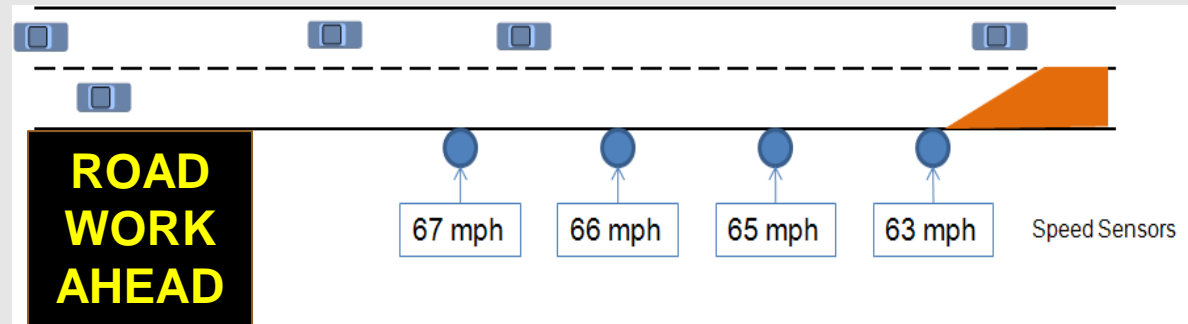 ROAD
WORK
AHEAD
67 mph
66 mph
65 mph
63 mph
Speed Sensors